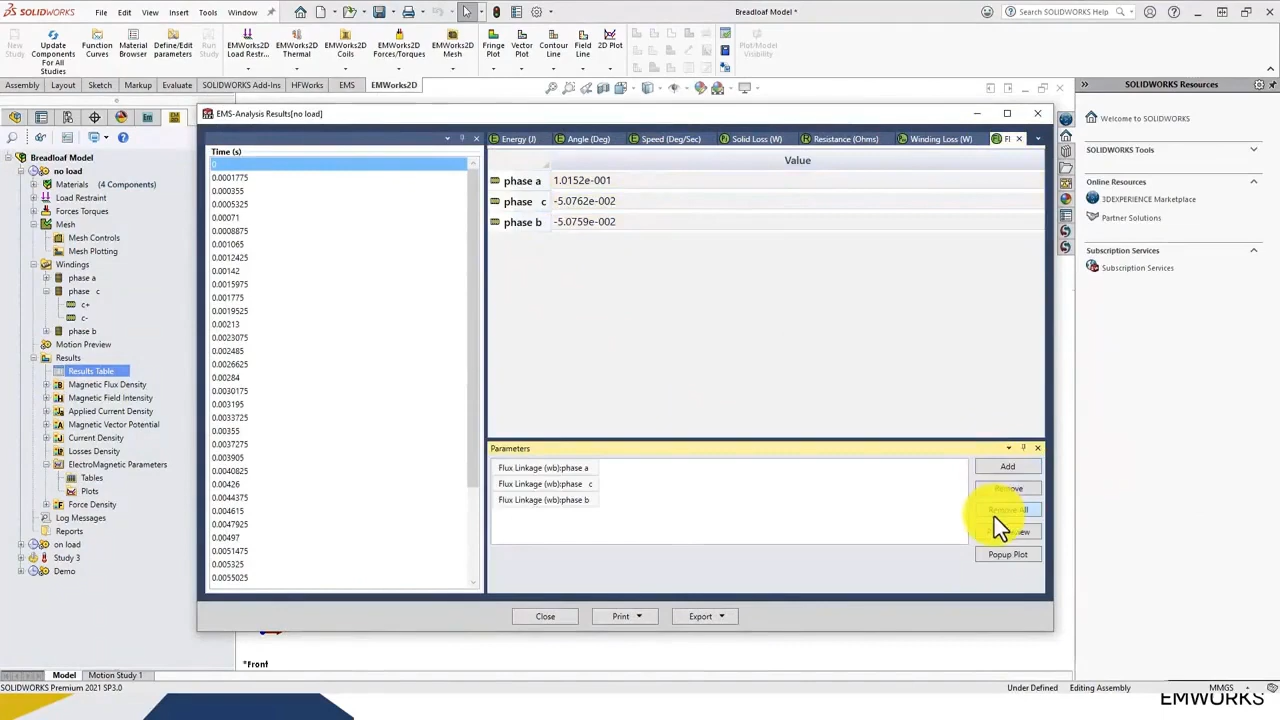 SOLIDWORKS File Edit View Insert Tools Window Breadloaf Model * Search SOLIDWORKS Help
New Study
Update Components For All Studies
Function Curves
Material Browser
Define/Edit parameters
Run Study
EMWorks2D Load Restr...
EMWorks2D Thermal
EMWorks2D Coils
EMWorks2D Forces/Torques
EMWorks2D Mesh
Fringe Plot
Vector Plot
Contour Line
Field Line
2D Plot
Plot/Model Visibility
Assembly Layout Sketch Markup Evaluate SOLIDWORKS Add-Ins HFWorks EMS EMWorks2D
SOLIDWORKS Resources
Welcome to SOLIDWORKS
SOLIDWORKS Tools
Online Resources
3DEXPERIENCE Marketplace
Partner Solutions
Subscription Services
Subscription Services
Breadloaf Model
no load
Materials (4 Components)
Load Restraint
Forces Torques
Mesh
Mesh Controls
Mesh Plotting
Windings
phase a
phase c
c+
c-
phase b
Motion Preview
Results
Results Table
Magnetic Flux Density
Magnetic Field Intensity
Applied Current Density
Magnetic Vector Potential
Current Density
Losses Density
ElectroMagnetic Parameters
Tables
Plots
Force Density
Log Messages
Reports
on load
Study 3
Demo
EMS-Analysis Results[no load]
Time (s)
0
0.0001775
0.000355
0.0005325
0.00071
0.0008875
0.001065
0.0012425
0.00142
0.0015975
0.001775
0.0019525
0.00213
0.0023075
0.002485
0.0026625
0.00284
0.0030175
0.003195
0.0033725
0.00355
0.0037275
0.003905
0.0040825
0.00426
0.0044375
0.004615
0.0047925
0.00497
0.0051475
0.005325
0.0055025
Energy (J) Angle (Deg) Speed (Deg/Sec) Solid Loss (W) Resistance (Ohms) Winding Loss (W) Fl
Value
phase a 1.0152e-001
phase c -5.0762e-002
phase b -5.0759e-002
Parameters
Flux Linkage (wb):phase a
Flux Linkage (wb):phase c
Flux Linkage (wb):phase b
Add
Remove
Remove All
Popup Plot
Close Print Export
*Front
Model Motion Study 1
SOLIDWORKS Premium 2021 SP3.0 Under Defined Editing Assembly MMGS
EMWORKS